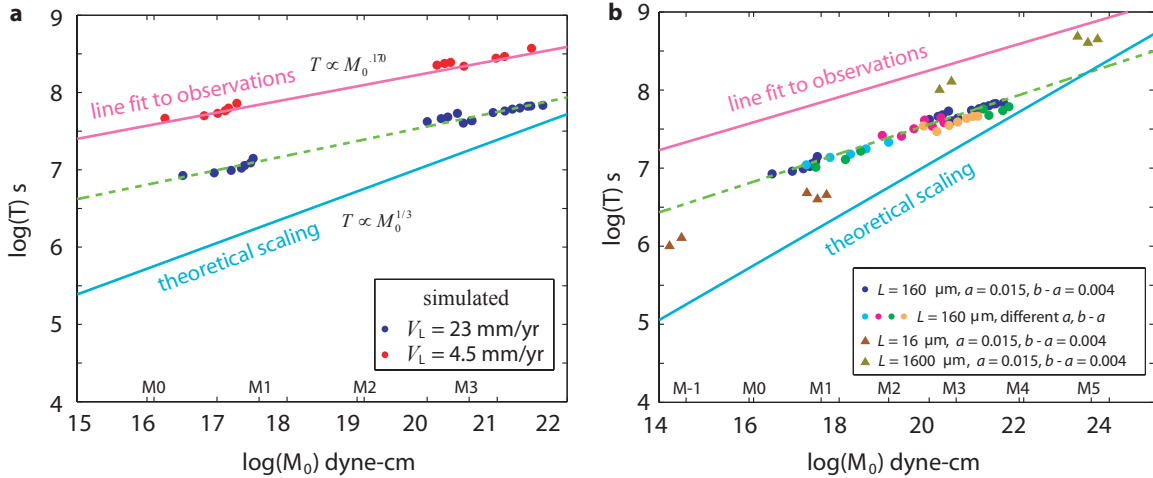 a
9
8
7
6
5
4
log(T) s
line fit to observations
T ∝ M₀^.170
T ∝ M₀^1/3
theoretical scaling
simulated
V_L = 23 mm/yr
V_L = 4.5 mm/yr
M0 M1 M2 M3
15 16 17 18 19 20 21 22
log(M₀) dyne-cm
b
9
8
7
6
5
4
log(T) s
line fit to observations
theoretical scaling
L = 160 μm, a = 0.015, b - a = 0.004
L = 160 μm, different a, b - a
L = 16 μm, a = 0.015, b - a = 0.004
L = 1600 μm, a = 0.015, b - a = 0.004
M-1 M0 M1 M2 M3 M4 M5
14 16 18 20 22 24
log(M₀) dyne-cm